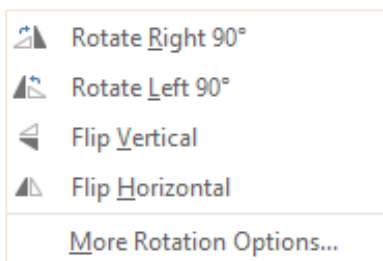 Rotate Right 90°
Rotate Left 90°
Flip Vertical
Flip Horizontal
More Rotation Options...